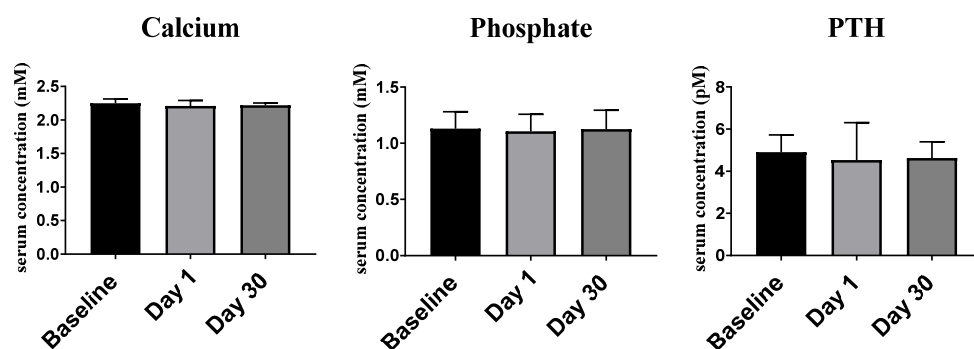 Calcium
serum concentration (mM)
2.5
2.0
1.5
1.0
0.5
0.0
Baseline
Day 1
Day 30
Phosphate
serum concentration (mM)
1.5
1.0
0.5
0.0
Baseline
Day 1
Day 30
PTH
serum concentration (pM)
8
6
4
2
0
Baseline
Day 1
Day 30